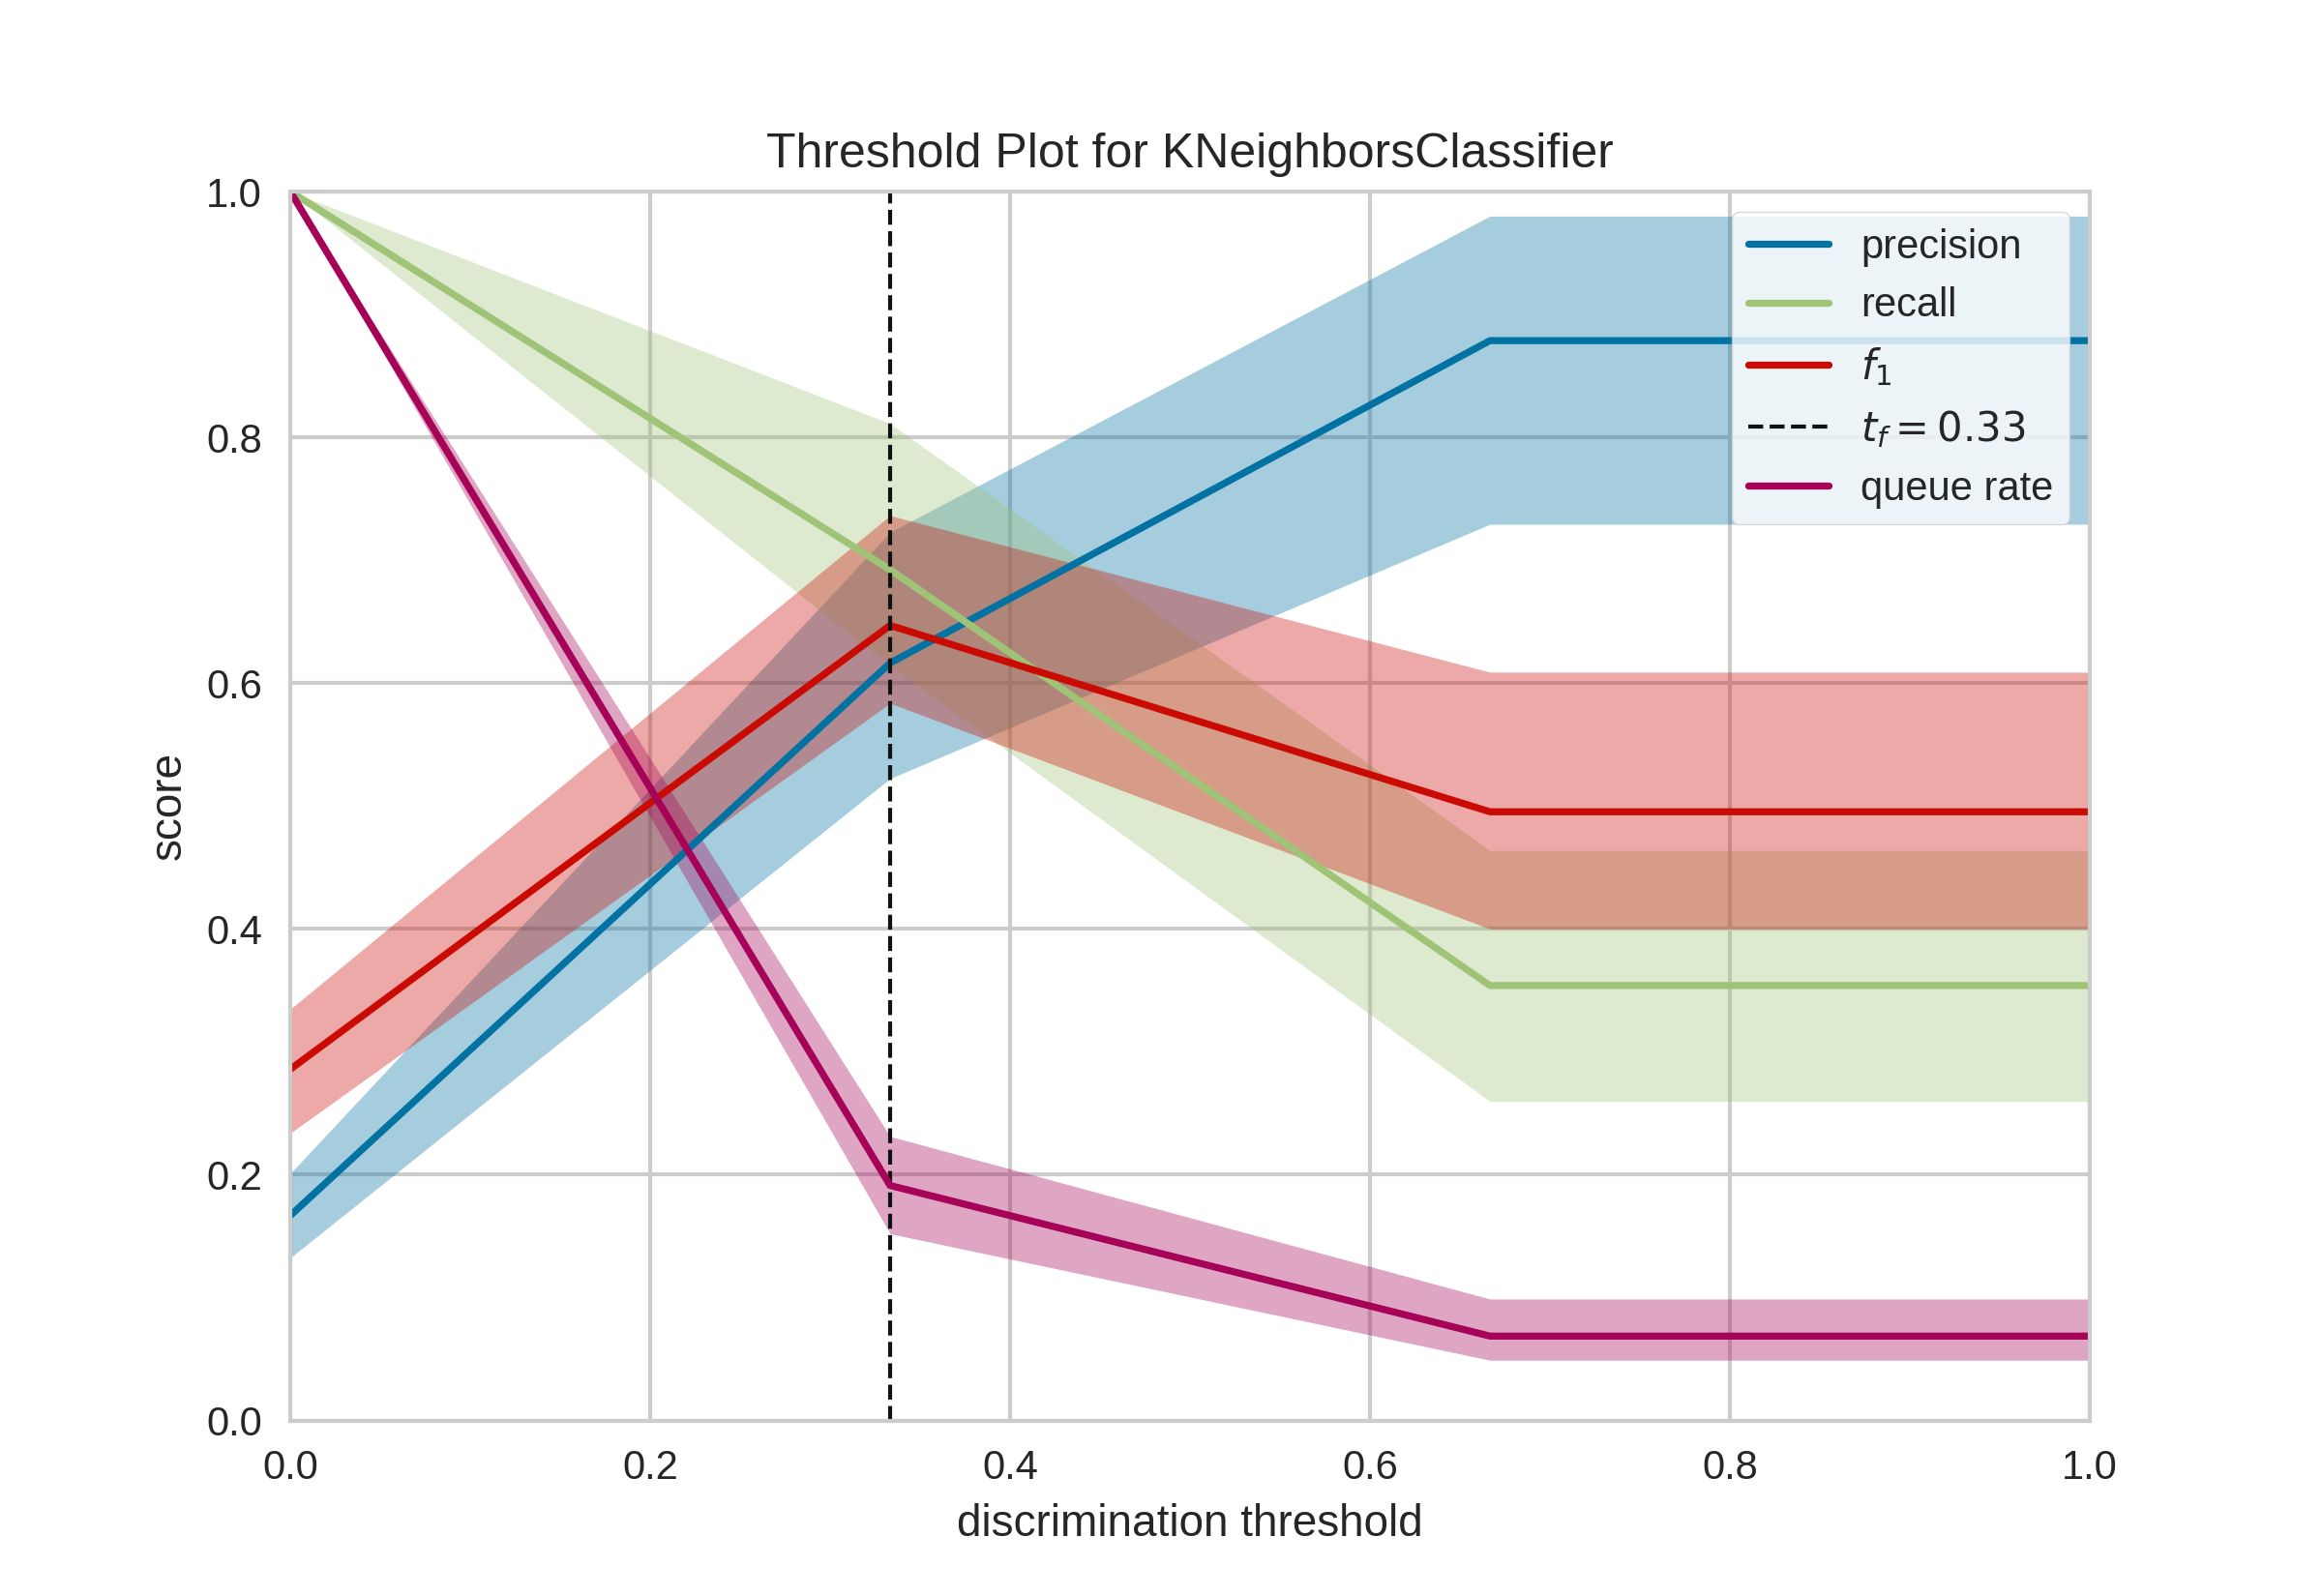 Threshold Plot for KNeighborsClassifier
1.0
0.8
0.6
0.4
0.2
0.0
score
0.0 0.2 0.4 0.6 0.8 1.0
discrimination threshold
precision
recall
f₁
t_f = 0.33
queue rate